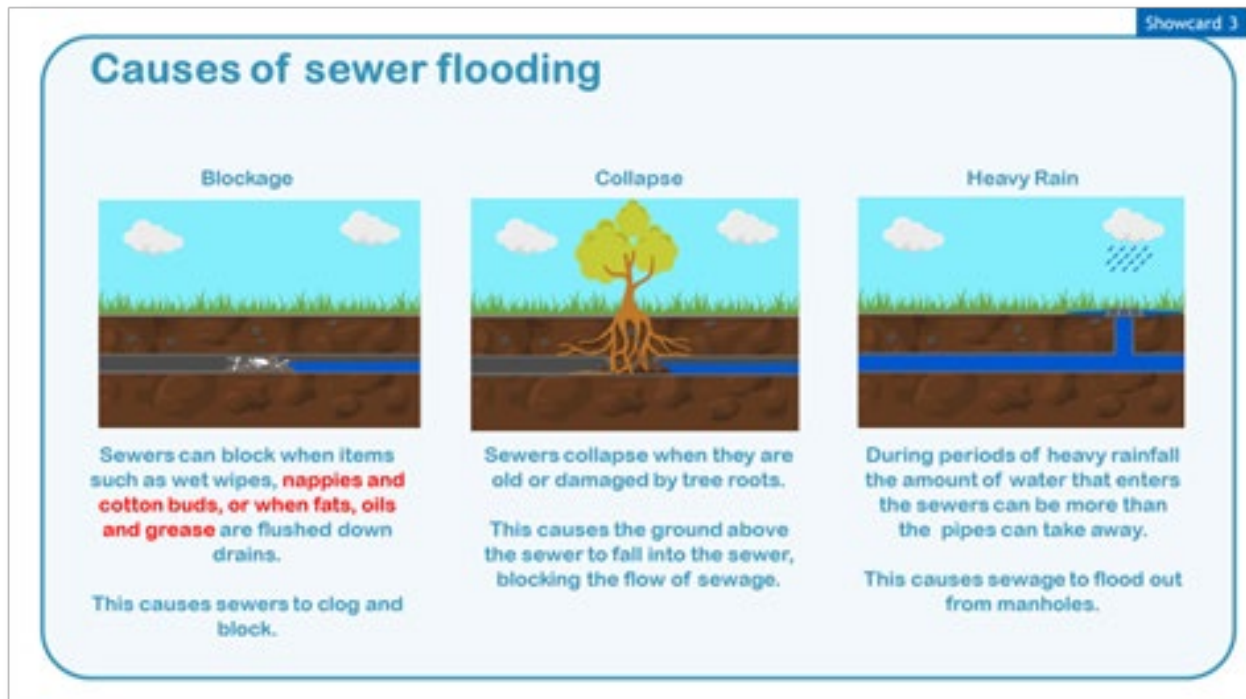 Showcard 3
Causes of sewer flooding
Blockage
Sewers can block when items
such as wet wipes, nappies and
cotton buds, or when fats, oils
and grease are flushed down
drains.
This causes sewers to clog and
block.
Collapse
Sewers collapse when they are
old or damaged by tree roots.
This causes the ground above
the sewer to fall into the sewer,
blocking the flow of sewage.
Heavy Rain
During periods of heavy rainfall
the amount of water that enters
the sewers can be more than
the pipes can take away.
This causes sewage to flood out
from manholes.